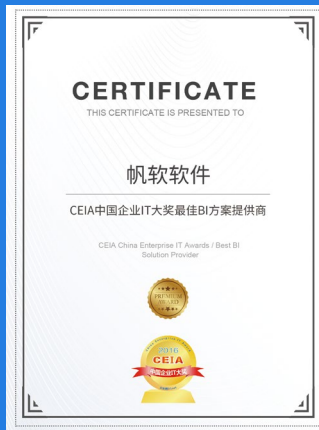 CERTIFICATE
THIS CERTIFICATE IS PRESENTED TO
帆软软件
CEIA中国企业IT大奖最佳BI方案提供商
CEIA China Enterprise IT Awards / Best BI
Solution Provider
PREMIUM
AWARD
2016
CEIA
中国企业IT大奖